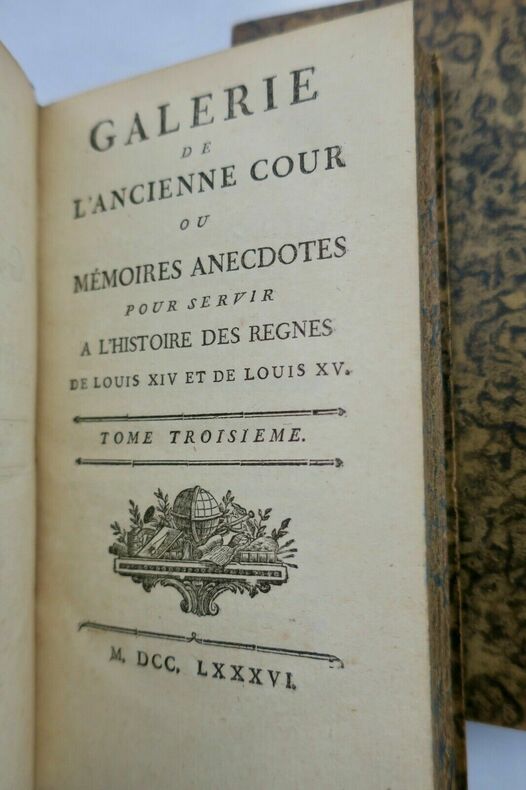 GALERIE
DE
L'ANCIENNE COUR
OU
MÉMOIRES ANECDOTES
POUR SERVIR
A L'HISTOIRE DES REGNES
DE LOUIS XIV ET DE LOUIS XV.
TOME TROISIEME.
M. DCC. LXXXVI.